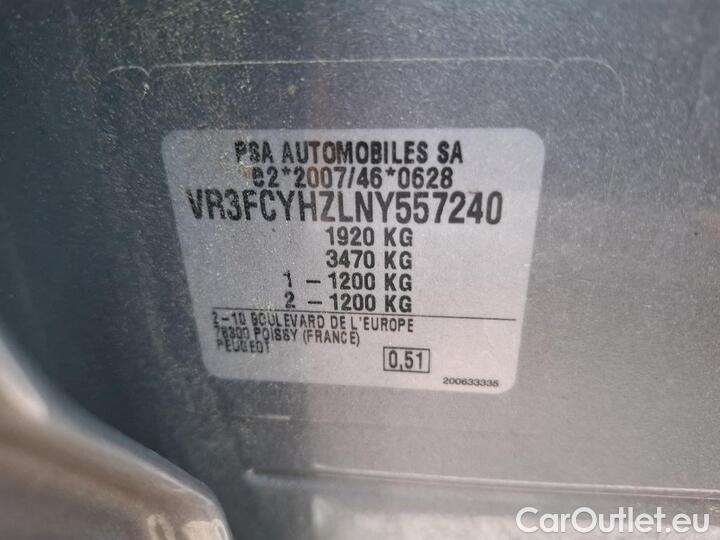 PSA AUTOMOBILES SA
e2*2007/46*0628
VR3FCYHZLNY557240
1920 KG
3470 KG
1 - 1200 KG
2 - 1200 KG
2-10 BOULEVARD DE L'EUROPE
78300 POISSY (FRANCE)
PEUGEOT
0,51
200633335
CarOutlet.eu